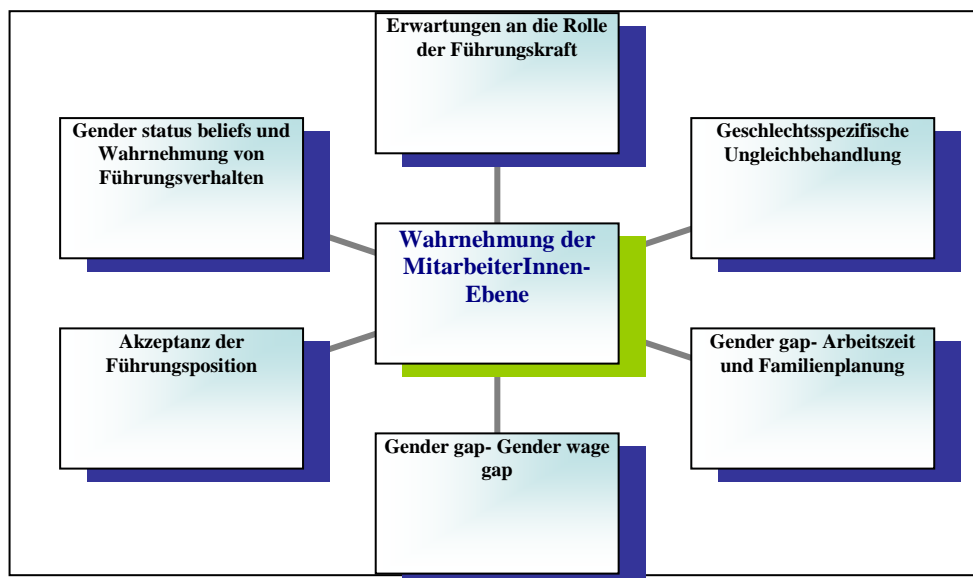 Erwartungen an die Rolle
der Führungskraft
Gender status beliefs und
Wahrnehmung von
Führungsverhalten
Geschlechtsspezifische
Ungleichbehandlung
Wahrnehmung der
MitarbeiterInnen-
Ebene
Akzeptanz der
Führungsposition
Gender gap- Arbeitszeit
und Familienplanung
Gender gap- Gender wage
gap